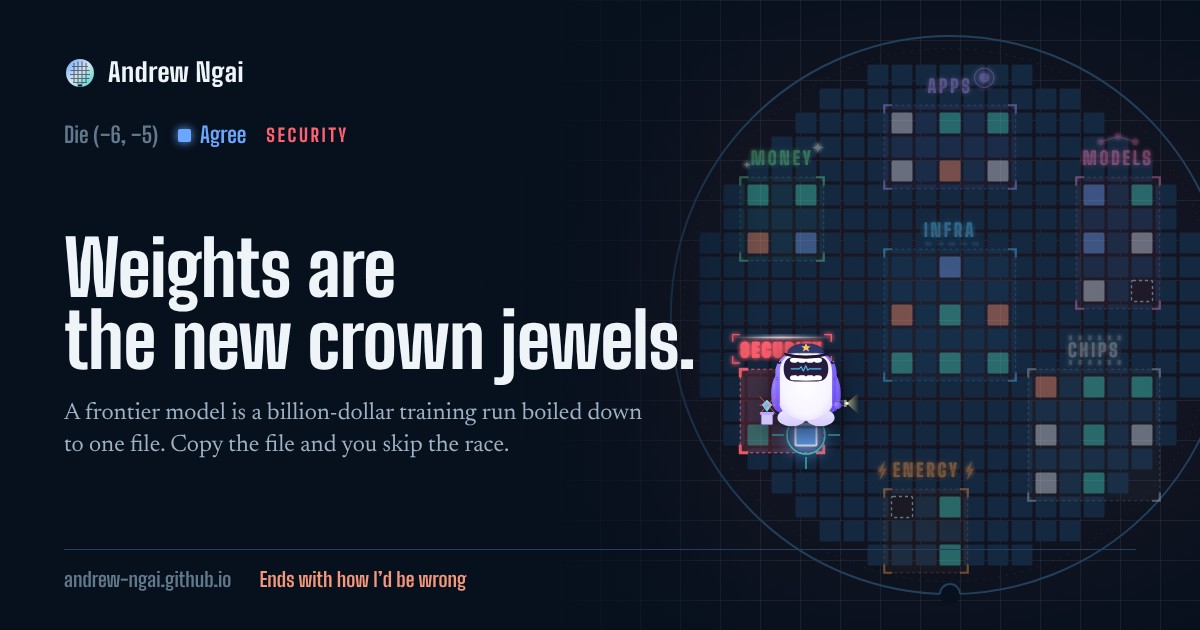 Andrew Ngai
Die (−6, −5) Agree SECURITY
Weights are
the new crown jewels.
A frontier model is a billion-dollar training run boiled down
to one file. Copy the file and you skip the race.
andrew-ngai.github.io Ends with how I’d be wrong
APPS
MONEY
MODELS
INFRA
CHIPS
ENERGY